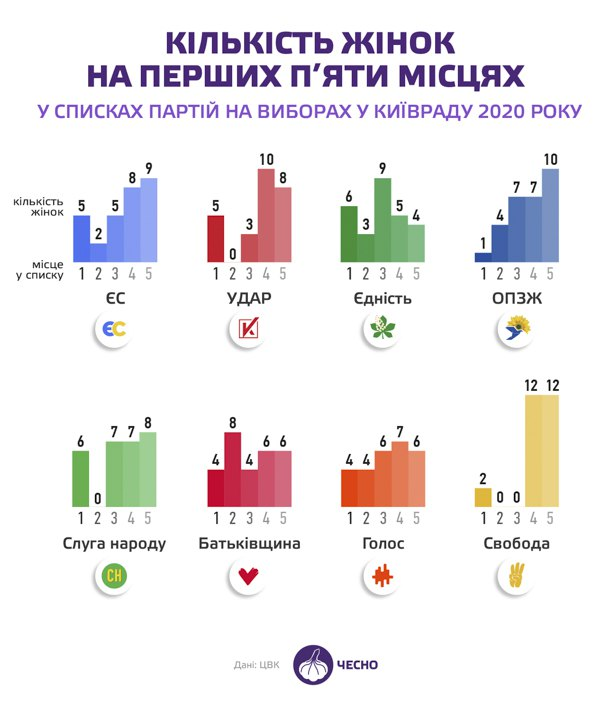 КІЛЬКІСТЬ ЖІНОК
НА ПЕРШИХ П’ЯТИ МІСЦЯХ
У СПИСКАХ ПАРТІЙ НА ВИБОРАХ У КИЇВРАДУ 2020 РОКУ
кількість жінок
5 2 5 8 9
5 0 3 10 8
6 3 9 5 4
1 4 7 7 10
місце у списку
1 2 3 4 5
1 2 3 4 5
1 2 3 4 5
1 2 3 4 5
ЄС
УДАР
Єдність
ОПЗЖ
ЄС
6 0 7 7 8
4 8 4 6 6
4 4 6 7 6
2 0 0 12 12
1 2 3 4 5
1 2 3 4 5
1 2 3 4 5
1 2 3 4 5
Слуга народу
Батьківщина
Голос
Свобода
СН
Дані: ЦВК
ЧЕСНО